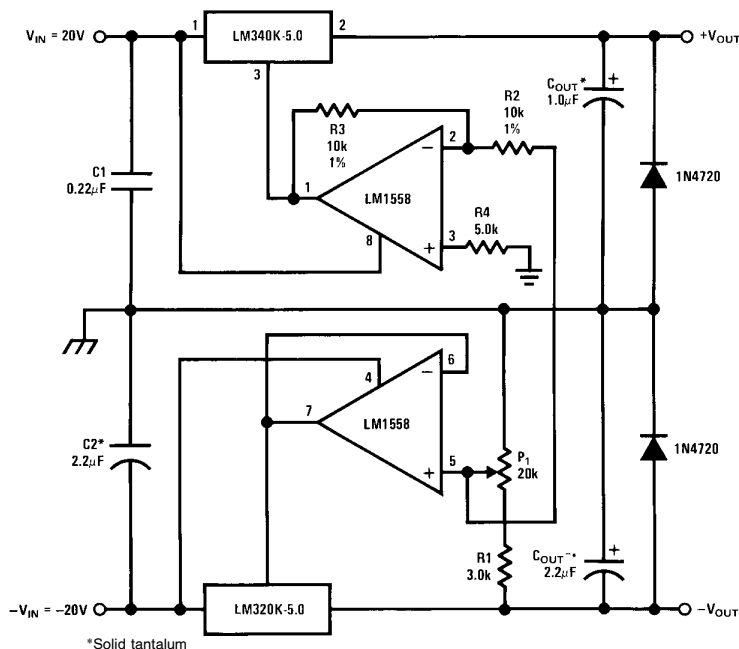 V_IN = 20V
1
LM340K-5.0
2
+V_OUT
3
C_OUT*
1.0μF
+
R3
10k
1%
2
R2
10k
1%
C1
0.22μF
1
LM1558
−
+
8
3
R4
5.0k
1N4720
6
4
7
LM1558
−
+
5
P₁
20k
C2*
2.2μF
1N4720
R1
3.0k
C_OUT⁻*
2.2μF
+
−V_IN = −20V
LM320K-5.0
−V_OUT
*Solid tantalum